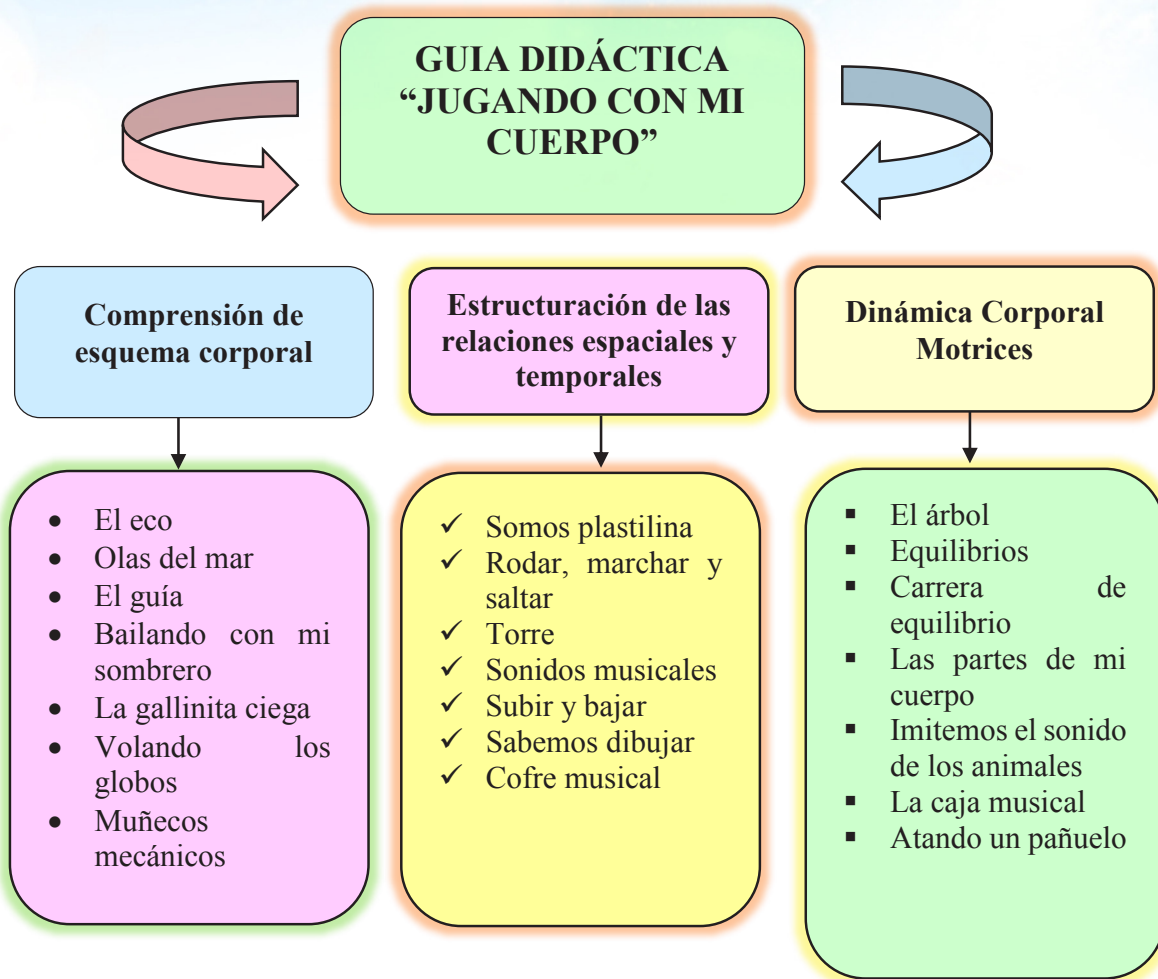 GUIA DIDÁCTICA
“JUGANDO CON MI
CUERPO”
Comprensión de
esquema corporal
Estructuración de las
relaciones espaciales y
temporales
Dinámica Corporal
Motrices
• El eco
• Olas del mar
• El guía
• Bailando con mi
sombrero
• La gallinita ciega
• Volando los
globos
• Muñecos
mecánicos
✓ Somos plastilina
✓ Rodar, marchar y
saltar
✓ Torre
✓ Sonidos musicales
✓ Subir y bajar
✓ Sabemos dibujar
✓ Cofre musical
▪ El árbol
▪ Equilibrios
▪ Carrera de
equilibrio
▪ Las partes de mi
cuerpo
▪ Imitemos el sonido
de los animales
▪ La caja musical
▪ Atando un pañuelo